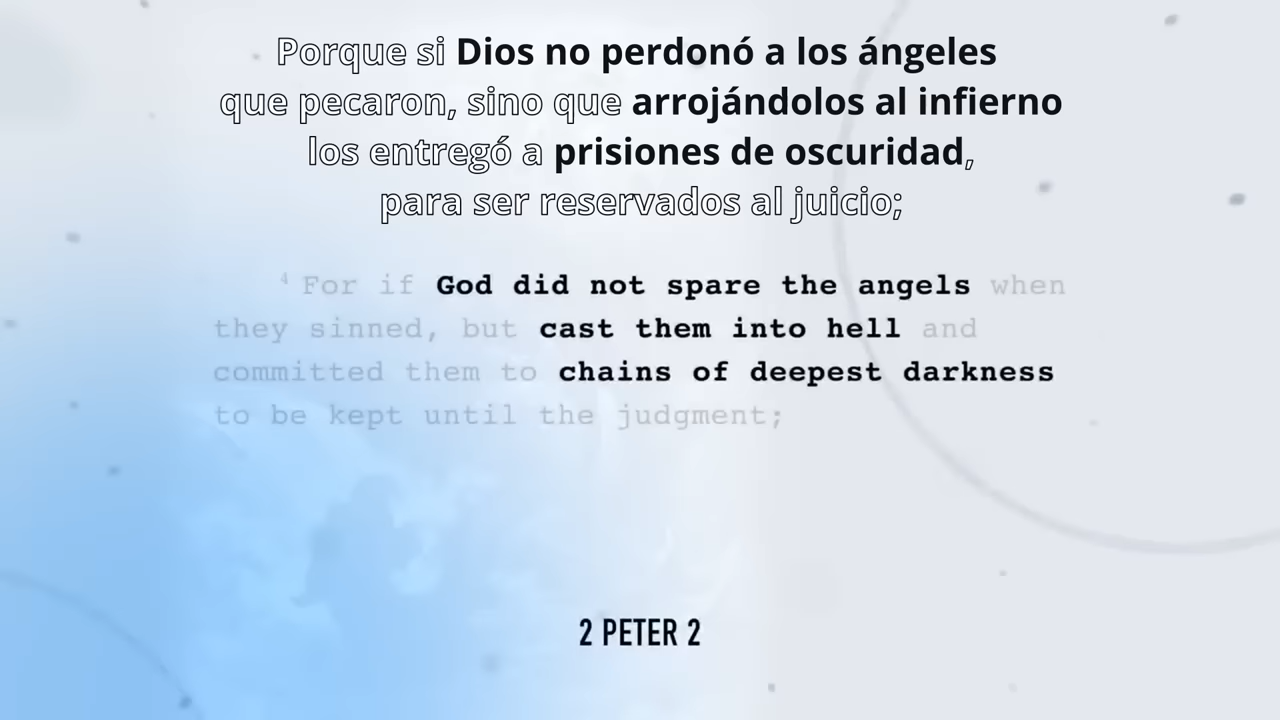 Porque si Dios no perdonó a los ángeles
que pecaron, sino que arrojándolos al infierno
los entregó a prisiones de oscuridad,
para ser reservados al juicio;
4 For if God did not spare the angels when
they sinned, but cast them into hell and
committed them to chains of deepest darkness
to be kept until the judgment;
2 PETER 2